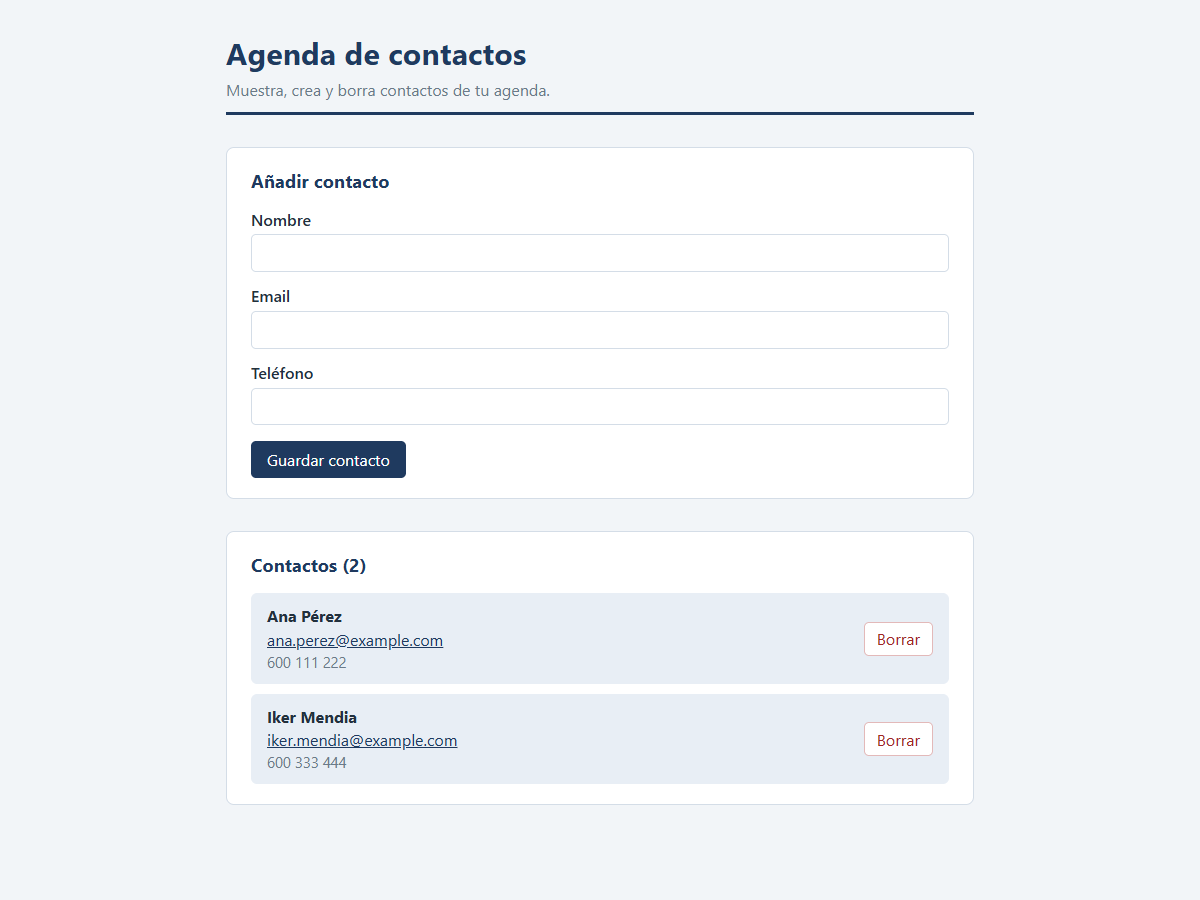 Agenda de contactos
Muestra, crea y borra contactos de tu agenda.
Añadir contacto
Nombre
Email
Teléfono
Guardar contacto
Contactos (2)
Ana Pérez
ana.perez@example.com
600 111 222
Borrar
Iker Mendia
iker.mendia@example.com
600 333 444
Borrar